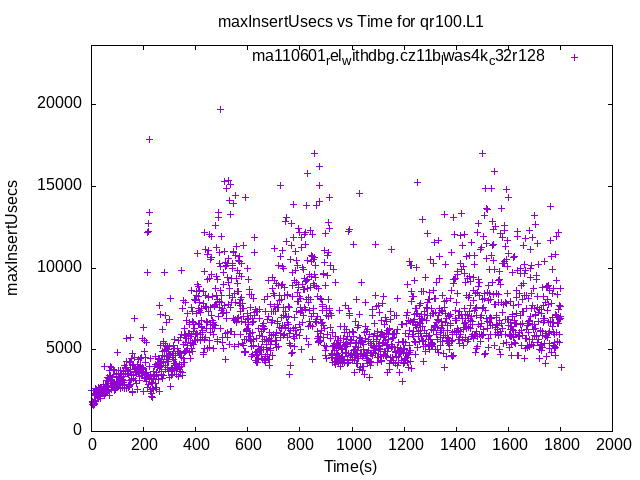 maxInsertUsecs vs Time for qr100.L1
ma110601_rel_withdbg.cz11b_lwas4k_c32r128
20000
15000
10000
5000
0
maxInsertUsecs
0 200 400 600 800 1000 1200 1400 1600 1800 2000
Time(s)